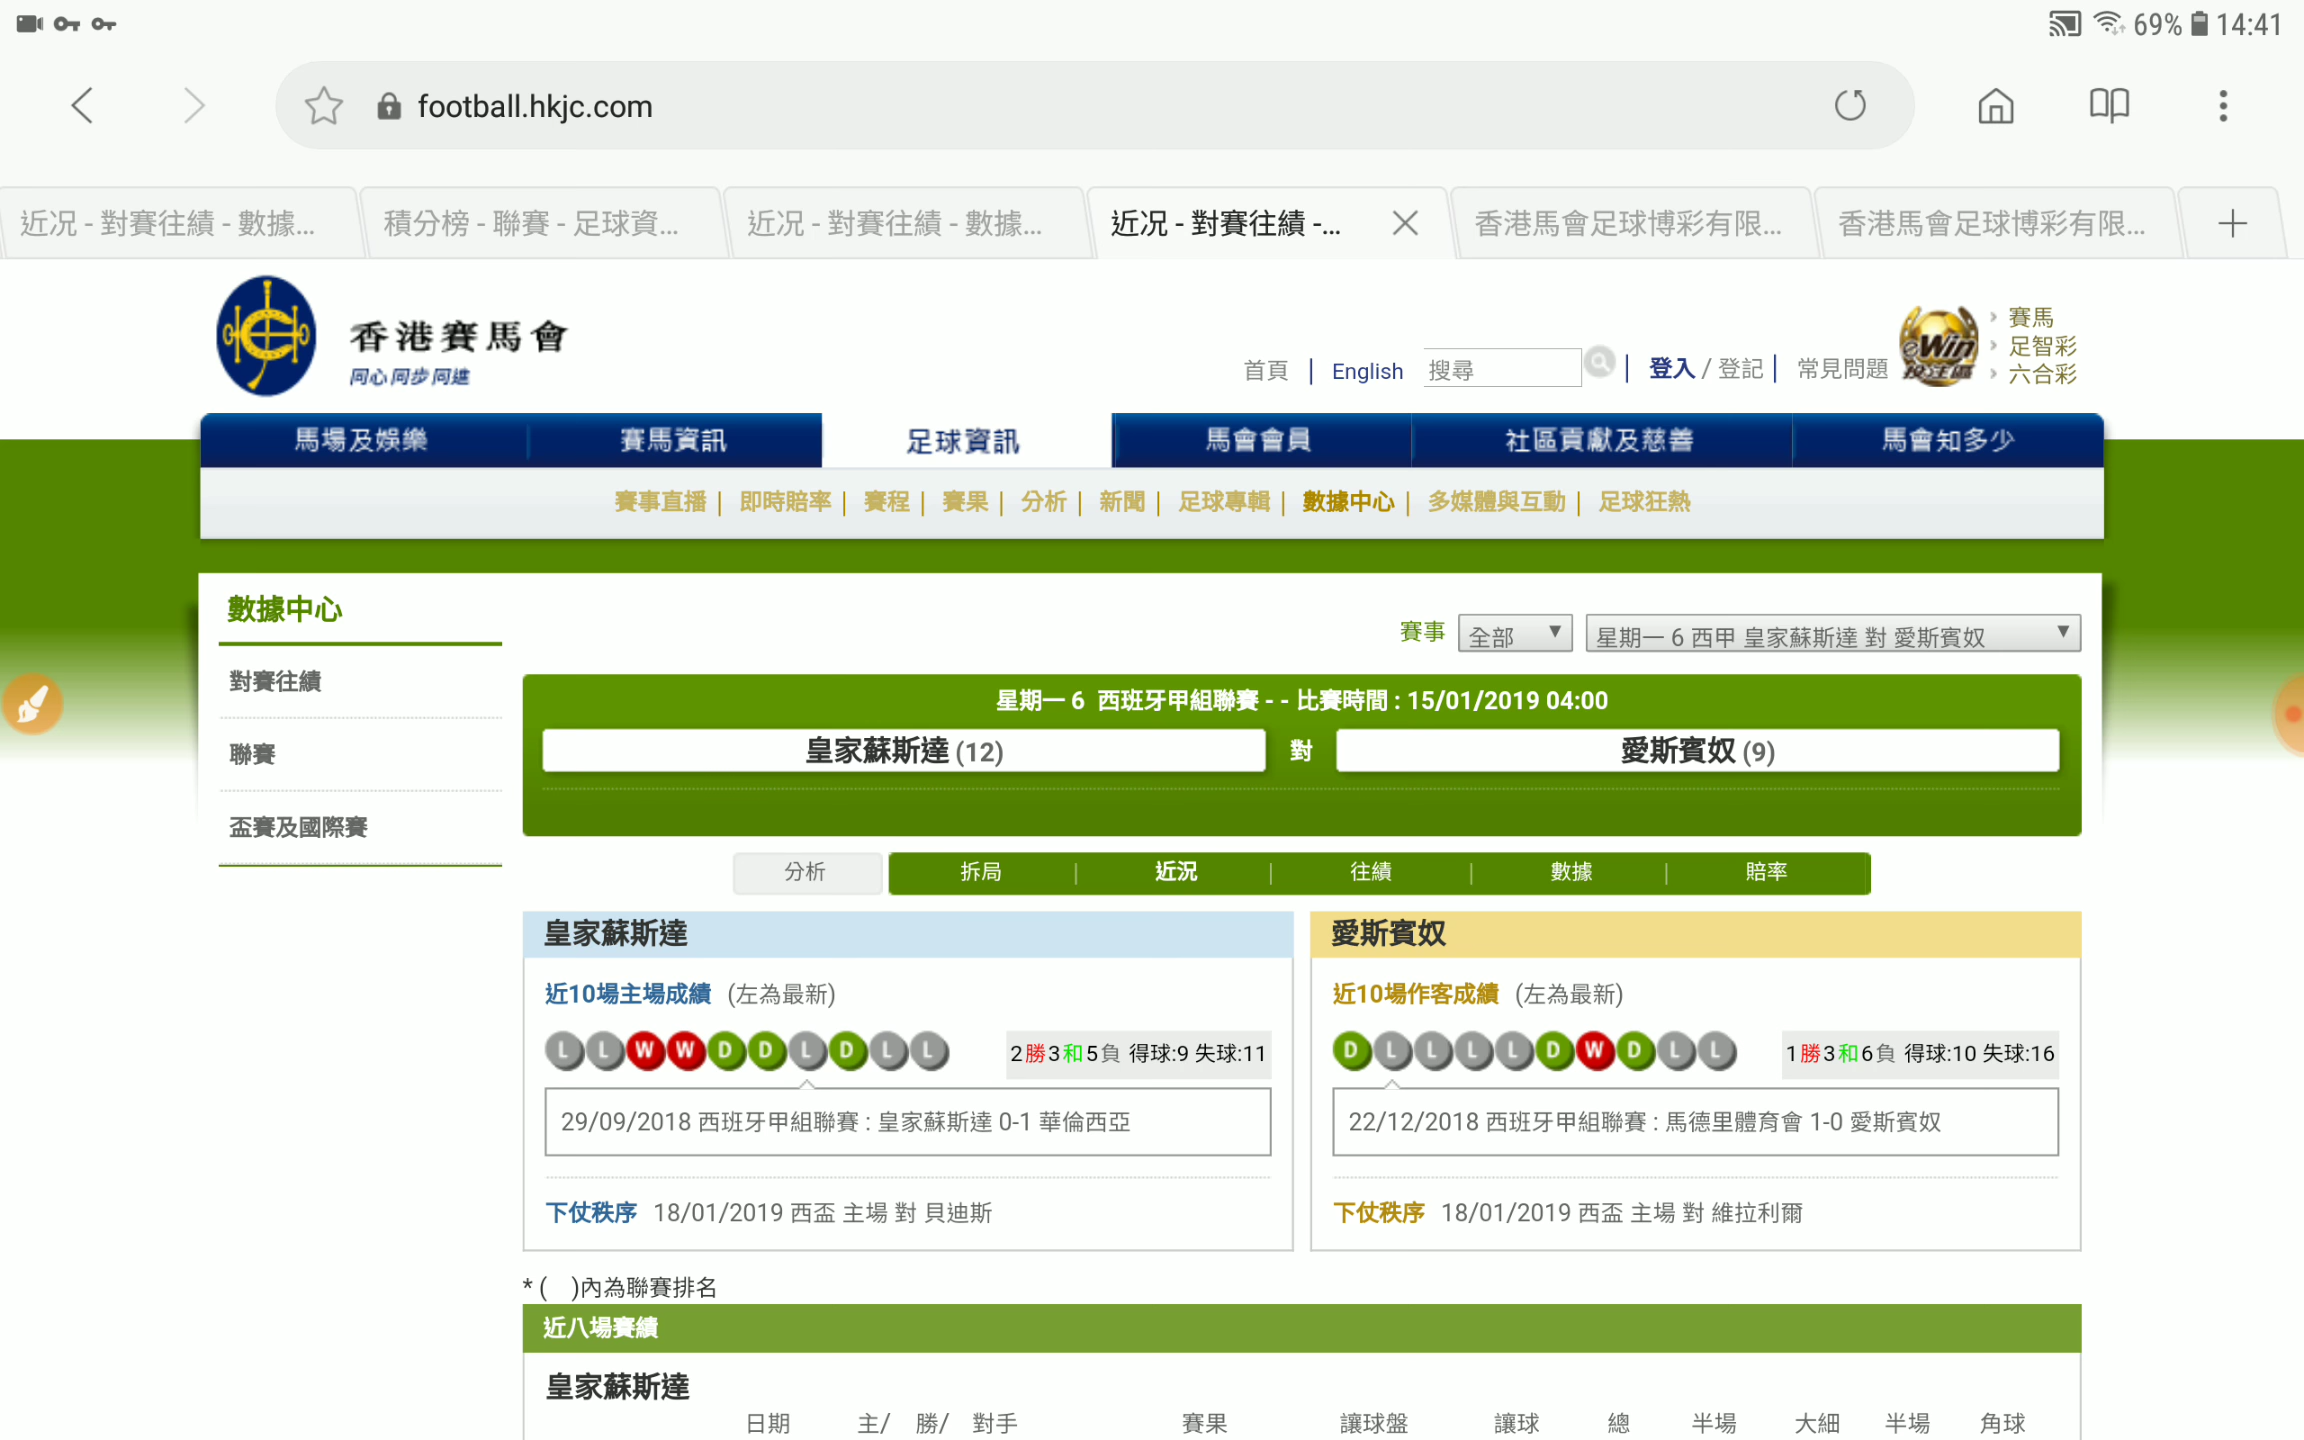 69% 14:41
football.hkjc.com
近况 - 對賽往績 - 數據... 積分榜 - 聯賽 - 足球資... 近况 - 對賽往績 - 數據... 近况 - 對賽往績 -... 香港馬會足球博彩有限... 香港馬會足球博彩有限...
香港賽馬會
同心同步同進
首頁 | English 搜尋 | 登入 / 登記 | 常見問題
eWin
投注區
賽馬
足智彩
六合彩
馬場及娛樂 賽馬資訊 足球資訊 馬會會員 社區貢獻及慈善 馬會知多少
賽事直播 | 即時賠率 | 賽程 | 賽果 | 分析 | 新聞 | 足球專輯 | 數據中心 | 多媒體與互動 | 足球狂熱
數據中心
對賽往績
聯賽
盃賽及國際賽
賽事 全部 星期一 6 西甲 皇家蘇斯達 對 愛斯賓奴
星期一 6 西班牙甲組聯賽 - - 比賽時間 : 15/01/2019 04:00
皇家蘇斯達 (12) 對 愛斯賓奴 (9)
分析 拆局 | 近況 | 往績 | 數據 | 賠率
皇家蘇斯達
近10場主場成績 (左為最新)
L L W W D D L D L L 2勝3和5負 得球:9 失球:11
29/09/2018 西班牙甲組聯賽 : 皇家蘇斯達 0-1 華倫西亞
下仗秩序 18/01/2019 西盃 主場 對 貝迪斯
愛斯賓奴
近10場作客成績 (左為最新)
D L L L L D W D L L 1勝3和6負 得球:10 失球:16
22/12/2018 西班牙甲組聯賽 : 馬德里體育會 1-0 愛斯賓奴
下仗秩序 18/01/2019 西盃 主場 對 維拉利爾
* ( )內為聯賽排名
近八場賽績
皇家蘇斯達
日期 主/ 勝/ 對手 賽果 讓球盤 讓球 總 半場 大細 半場 角球